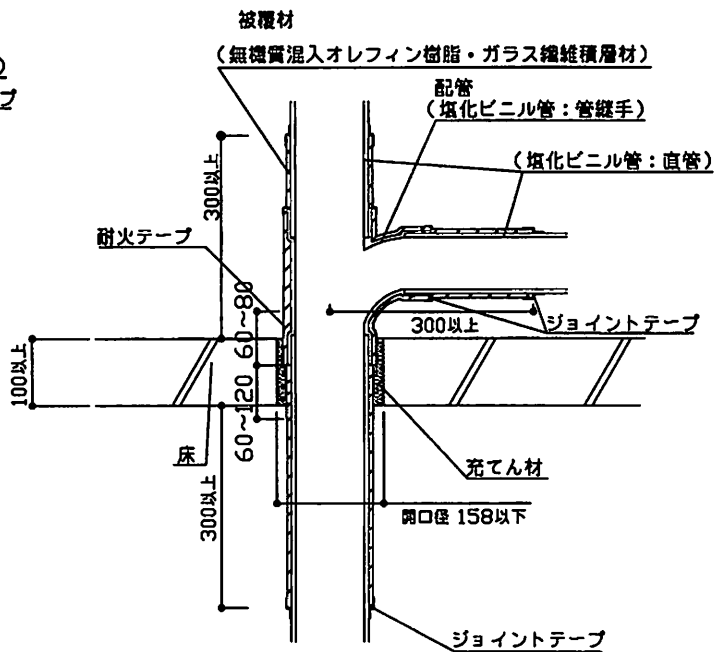 被覆材
(無機質混入オレフィン樹脂・ガラス繊維積層材)
プ
配管
(塩化ビニル管:管継手)
(塩化ビニル管:直管)
300以上
耐火テープ
60~80
300以上
ジョイントテープ
100以上
60~120
床
充てん材
300以上
開口径 158以下
ジョイントテープ